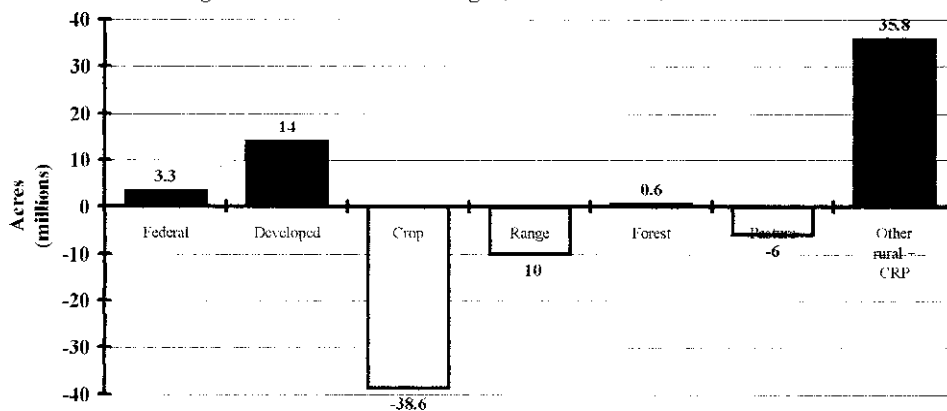 40
30
20
10
0
-10
-20
-30
-40
Acres
(millions)
3.3
14
-38.6
10
0.6
-6
35.8
Federal
Developed
Crop
Range
Forest
Pasture
Other
rural -
CRP